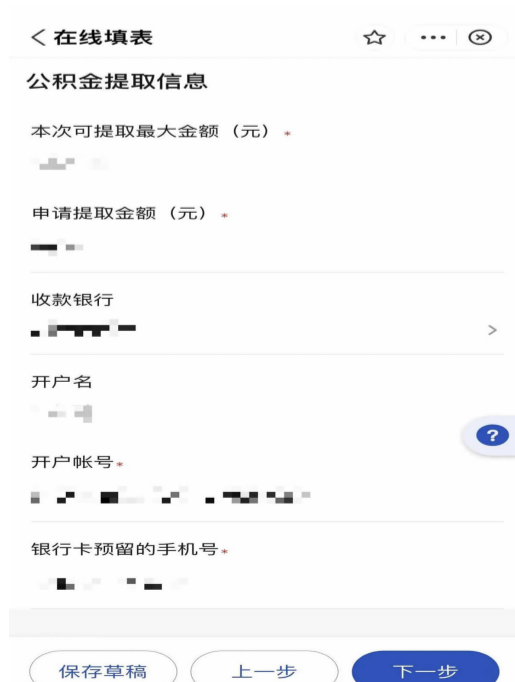 在线填表
公积金提取信息
本次可提取最大金额（元）*
申请提取金额（元）*
收款银行
开户名
?
开户帐号*
银行卡预留的手机号*
保存草稿
上一步
下一步